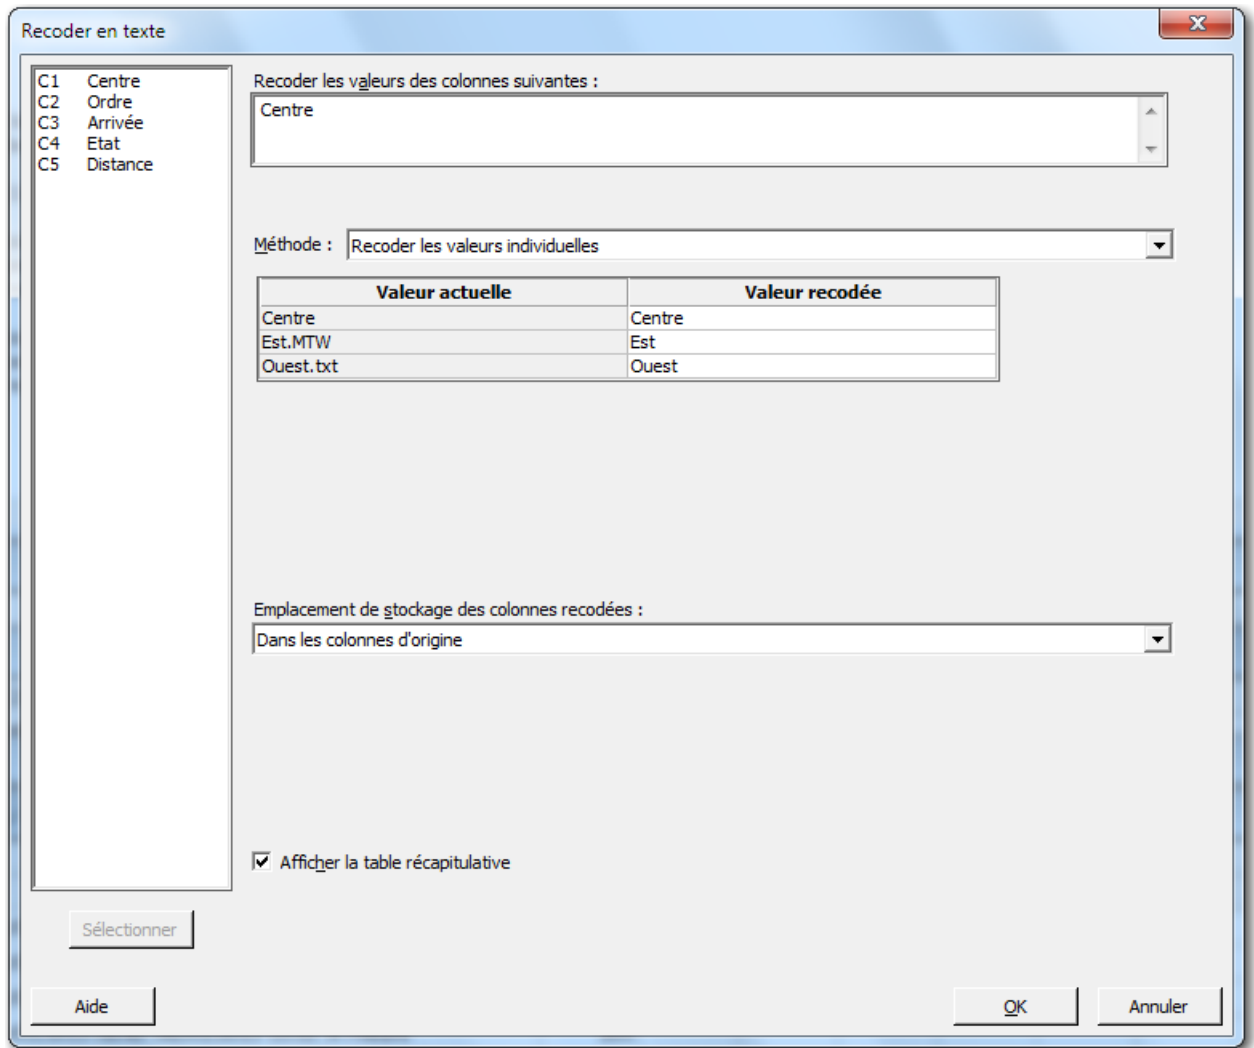 Recoder en texte
C1 Centre
C2 Ordre
C3 Arrivée
C4 Etat
C5 Distance
Recoder les valeurs des colonnes suivantes :
Centre
Méthode : Recoder les valeurs individuelles
Valeur actuelle Valeur recodée
Centre Centre
Est.MTW Est
Ouest.txt Ouest
Emplacement de stockage des colonnes recodées :
Dans les colonnes d'origine
Afficher la table récapitulative
Sélectionner
Aide OK Annuler